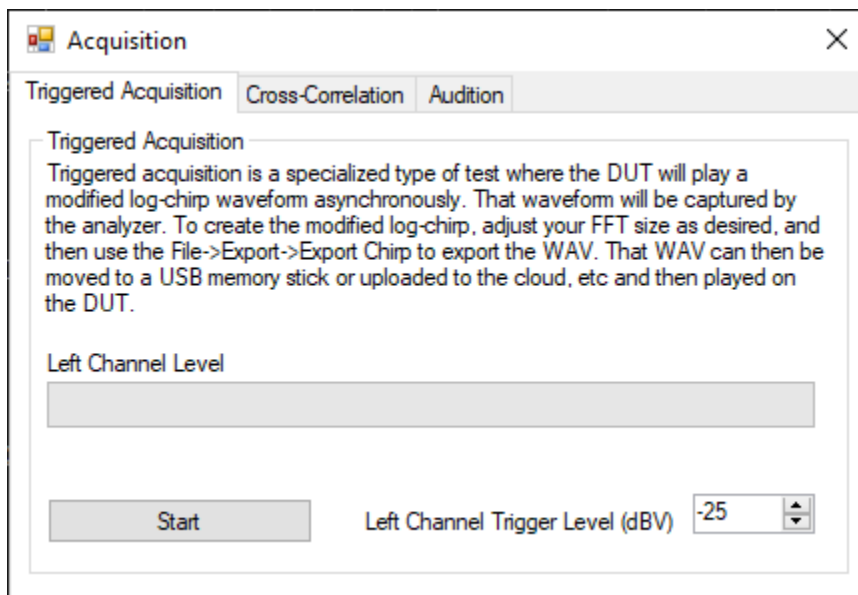 Acquisition
Triggered Acquisition Cross-Correlation Audition
Triggered Acquisition
Triggered acquisition is a specialized type of test where the DUT will play a
modified log-chirp waveform asynchronously. That waveform will be captured by
the analyzer. To create the modified log-chirp, adjust your FFT size as desired, and
then use the File->Export->Export Chirp to export the WAV. That WAV can then be
moved to a USB memory stick or uploaded to the cloud, etc and then played on
the DUT.
Left Channel Level
Start Left Channel Trigger Level (dBV) -25